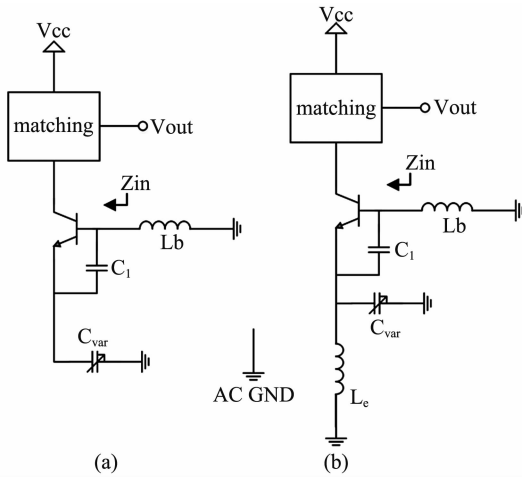 Vcc
matching
Vout
Zin
Lb
C1
Cvar
(a)
AC GND
Vcc
matching
Vout
Zin
Lb
C1
Cvar
Le
(b)